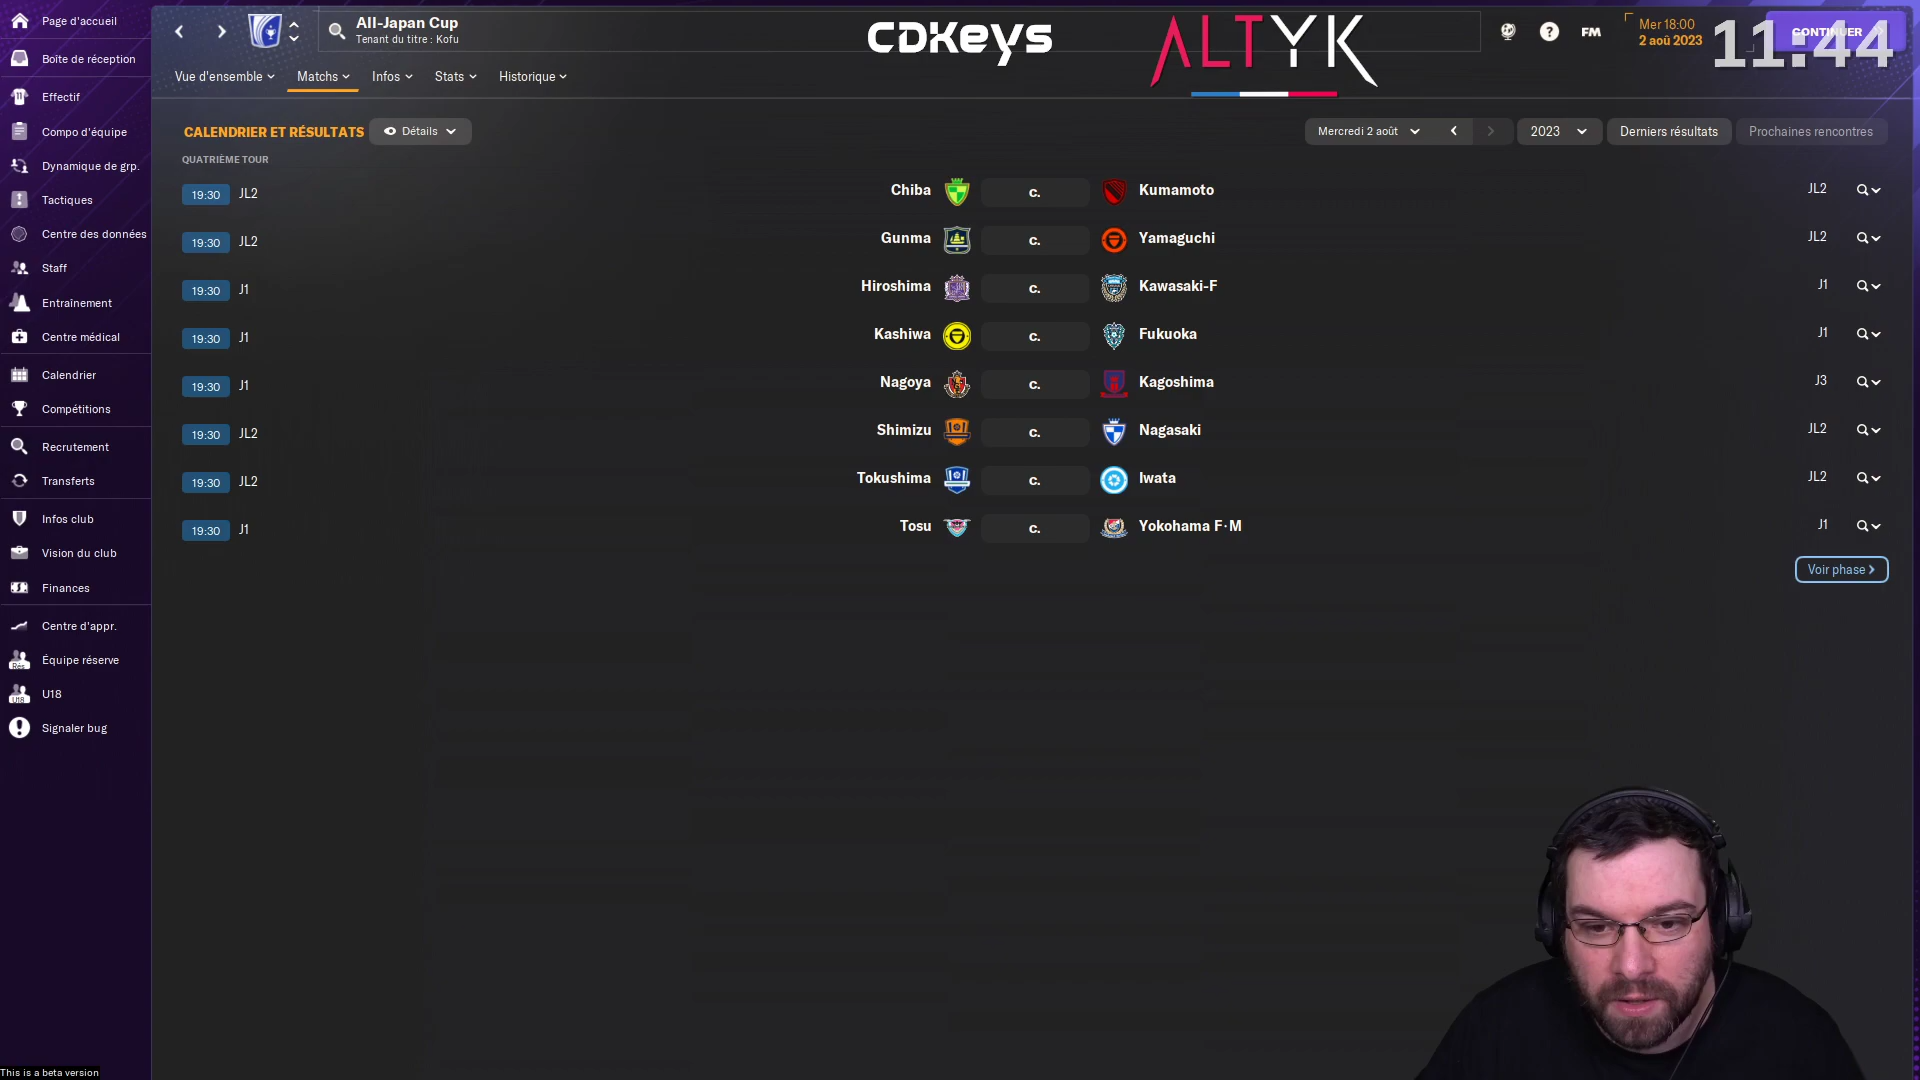 Page d'accueil
Boîte de réception
Effectif
Compo d'équipe
Dynamique de grp.
Tactiques
Centre des données
Staff
Entraînement
Centre médical
Calendrier
Compétitions
Recrutement
Transferts
Infos club
Vision du club
Finances
Centre d'appr.
Équipe réserve
U18
Signaler bug
This is a beta version
All-Japan Cup
Tenant du titre : Kofu
CDKeys
ALTYK
FM
Mer 18:00
2 aoû 2023
CONTINUER
11:44
Vue d'ensemble
Matchs
Infos
Stats
Historique
CALENDRIER ET RÉSULTATS
Détails
Mercredi 2 août
2023
Derniers résultats
Prochaines rencontres
QUATRIÈME TOUR
19:30 JL2 Chiba c. Kumamoto JL2
19:30 JL2 Gunma c. Yamaguchi JL2
19:30 J1 Hiroshima c. Kawasaki-F J1
19:30 J1 Kashiwa c. Fukuoka J1
19:30 J1 Nagoya c. Kagoshima J3
19:30 JL2 Shimizu c. Nagasaki JL2
19:30 JL2 Tokushima c. Iwata JL2
19:30 J1 Tosu c. Yokohama F·M J1
Voir phase